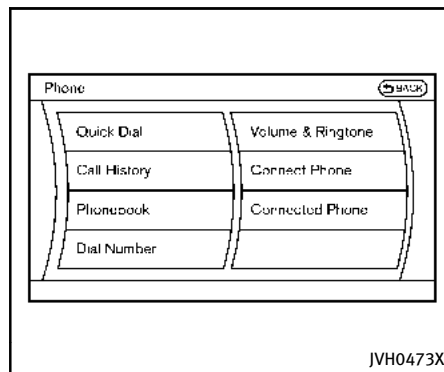 Phone
BACK
Quick Dial
Volume & Ringtone
Call History
Connect Phone
Phonebook
Connected Phone
Dial Number
JVH0473X